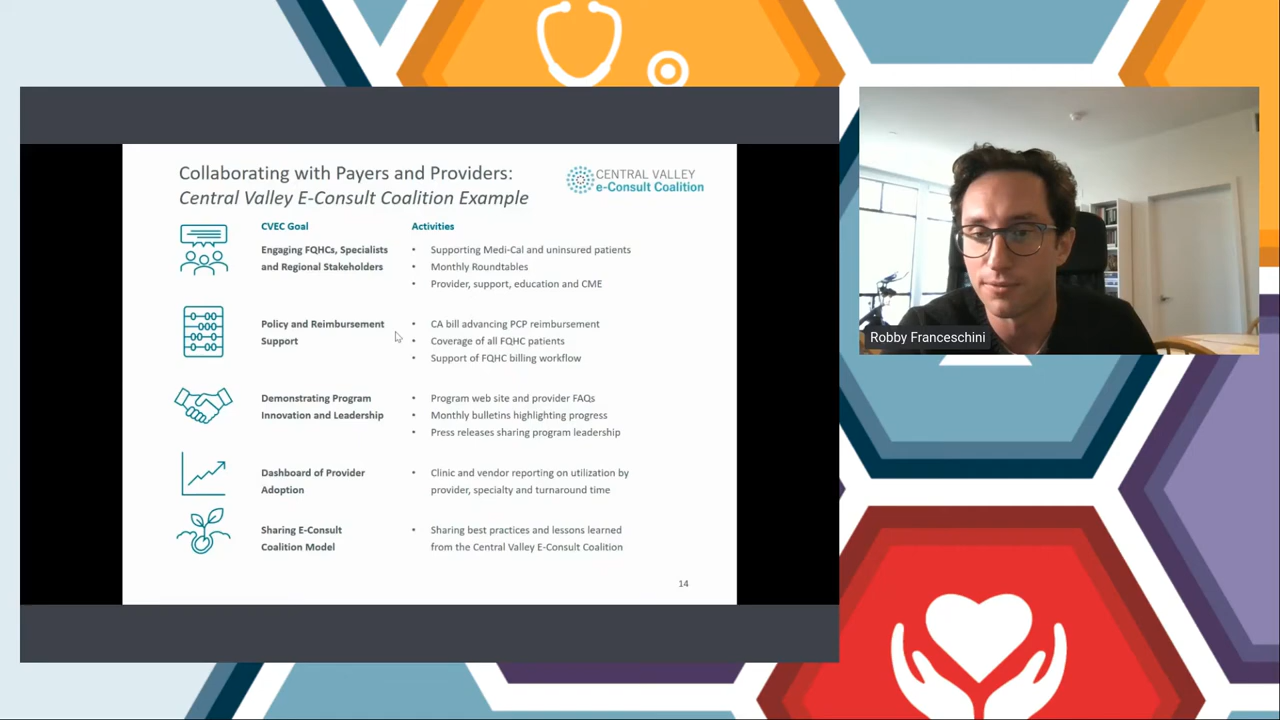 Collaborating with Payers and Providers:
Central Valley E-Consult Coalition Example
CENTRAL VALLEY
e-Consult Coalition
CVEC Goal
Activities
Engaging FQHCs, Specialists
and Regional Stakeholders
• Supporting Medi-Cal and uninsured patients
• Monthly Roundtables
• Provider, support, education and CME
Policy and Reimbursement
Support
• CA bill advancing PCP reimbursement
• Coverage of all FQHC patients
• Support of FQHC billing workflow
Demonstrating Program
Innovation and Leadership
• Program web site and provider FAQs
• Monthly bulletins highlighting progress
• Press releases sharing program leadership
Dashboard of Provider
Adoption
• Clinic and vendor reporting on utilization by
provider, specialty and turnaround time
Sharing E-Consult
Coalition Model
• Sharing best practices and lessons learned
from the Central Valley E-Consult Coalition
14
Robby Franceschini